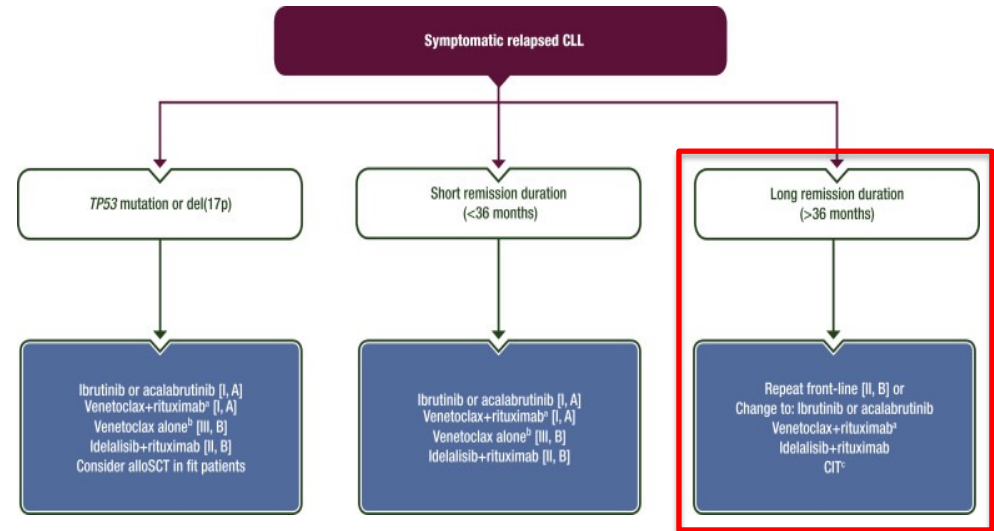 Symptomatic relapsed CLL
TP53 mutation or del(17p)
Short remission duration
(<36 months)
Long remission duration
(>36 months)
Ibrutinib or acalabrutinib [I, A]
Venetoclax+rituximabᵃ [I, A]
Venetoclax aloneᵇ [III, B]
Idelalisib+rituximab [II, B]
Consider alloSCT in fit patients
Ibrutinib or acalabrutinib [I, A]
Venetoclax+rituximabᵃ [I, A]
Venetoclax aloneᵇ [III, B]
Idelalisib+rituximab [II, B]
Repeat front-line [II, B] or
Change to: Ibrutinib or acalabrutinib
Venetoclax+rituximabᵃ
Idelalisib+rituximab
CITᶜ